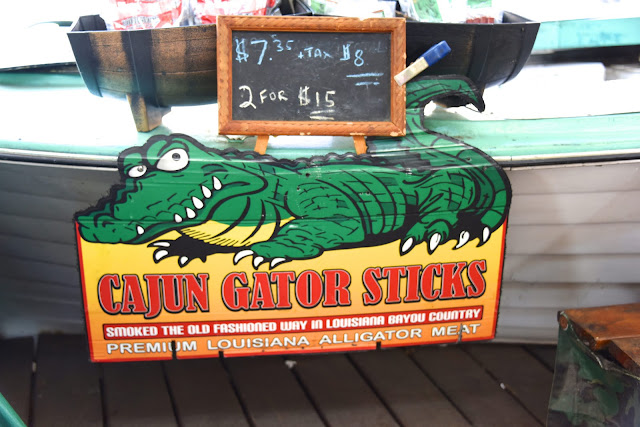 $7.35 + TAX $8
2 FOR $15
CAJUN GATOR STICKS
SMOKED THE OLD FASHIONED WAY IN LOUISIANA BAYOU COUNTRY
PREMIUM LOUISIANA ALLIGATOR MEAT